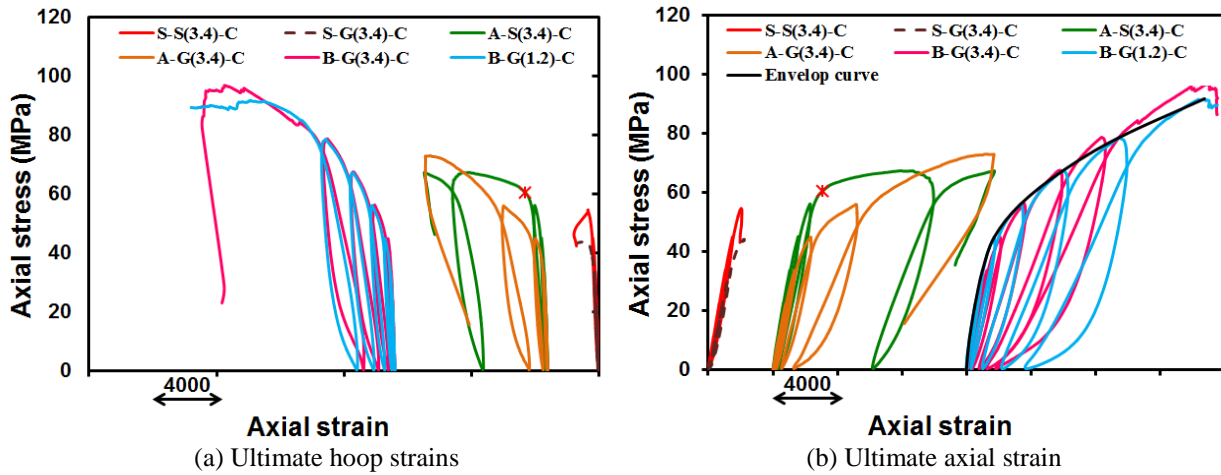 120
100
80
60
40
20
0
Axial stress (MPa)
S-S(3.4)-C S-G(3.4)-C A-S(3.4)-C
A-G(3.4)-C B-G(3.4)-C B-G(1.2)-C
4000
Axial strain
(a) Ultimate hoop strains
120
100
80
60
40
20
0
Axial stress (MPa)
S-S(3.4)-C S-G(3.4)-C A-S(3.4)-C
A-G(3.4)-C B-G(3.4)-C B-G(1.2)-C
Envelop curve
4000
Axial strain
(b) Ultimate axial strain